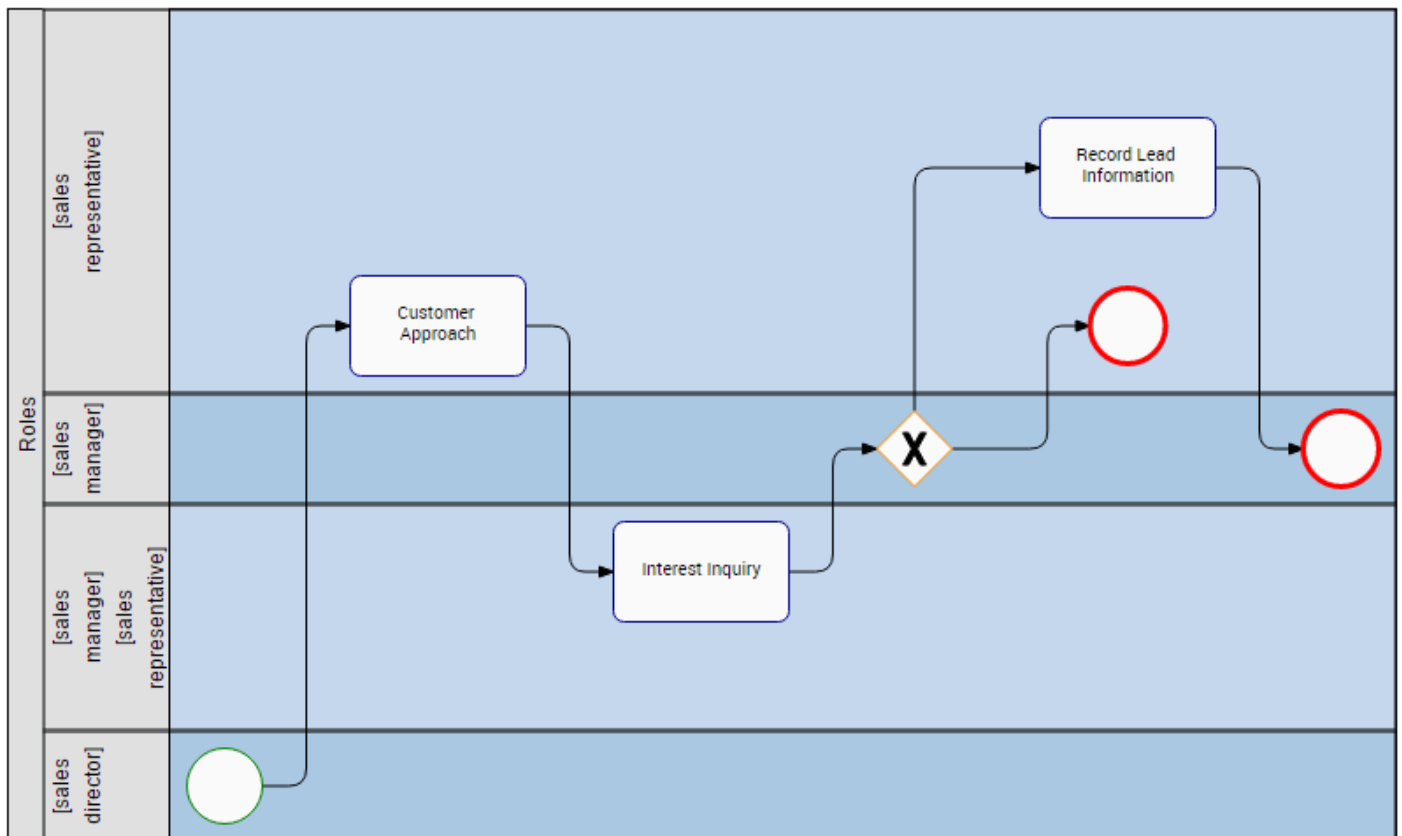 Roles
[sales
representative]
[sales
manager]
[sales
manager]
[sales
representative]
[sales
director]
Customer
Approach
Interest Inquiry
X
Record Lead
Information